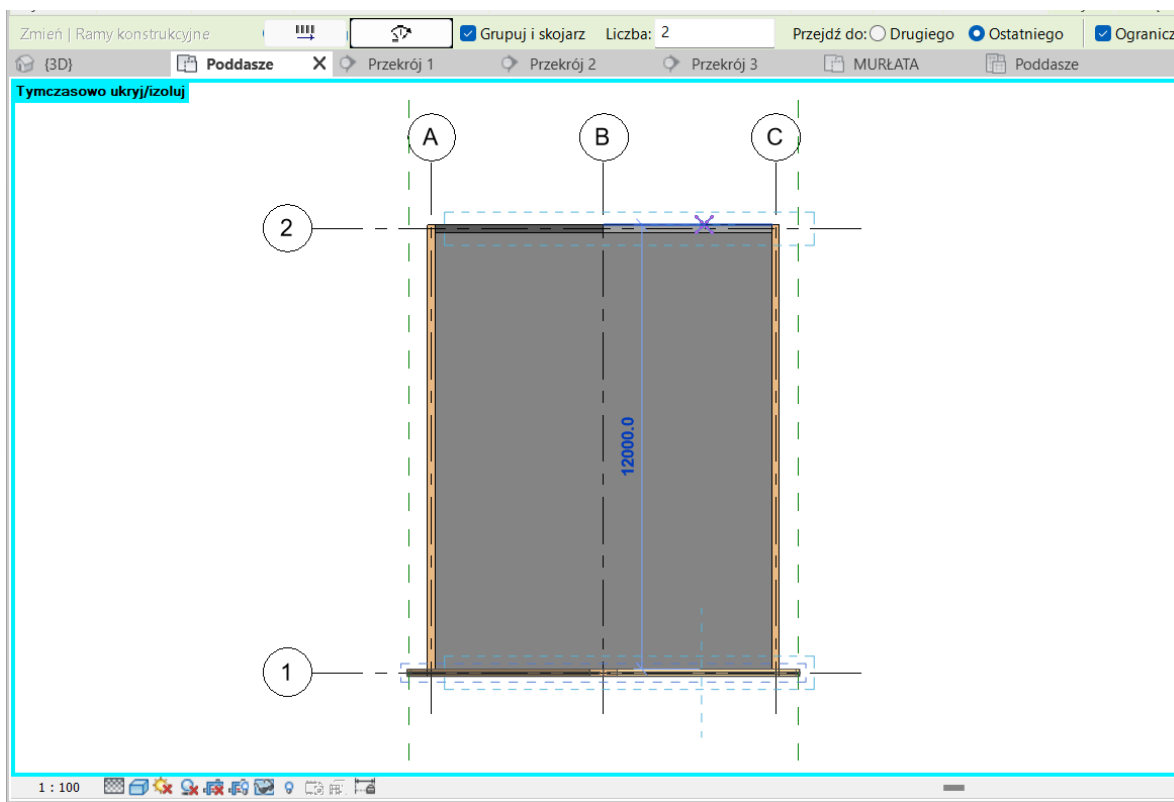 Zmień | Ramy konstrukcyjne Grupuj i skojarz Liczba: 2 Przejdź do: Drugiego Ostatniego Ogranicz
{3D} Poddasze X Przekrój 1 Przekrój 2 Przekrój 3 MURŁATA Poddasze
Tymczasowo ukryj/izoluj
A B C
2
12000.0
1
1 : 100